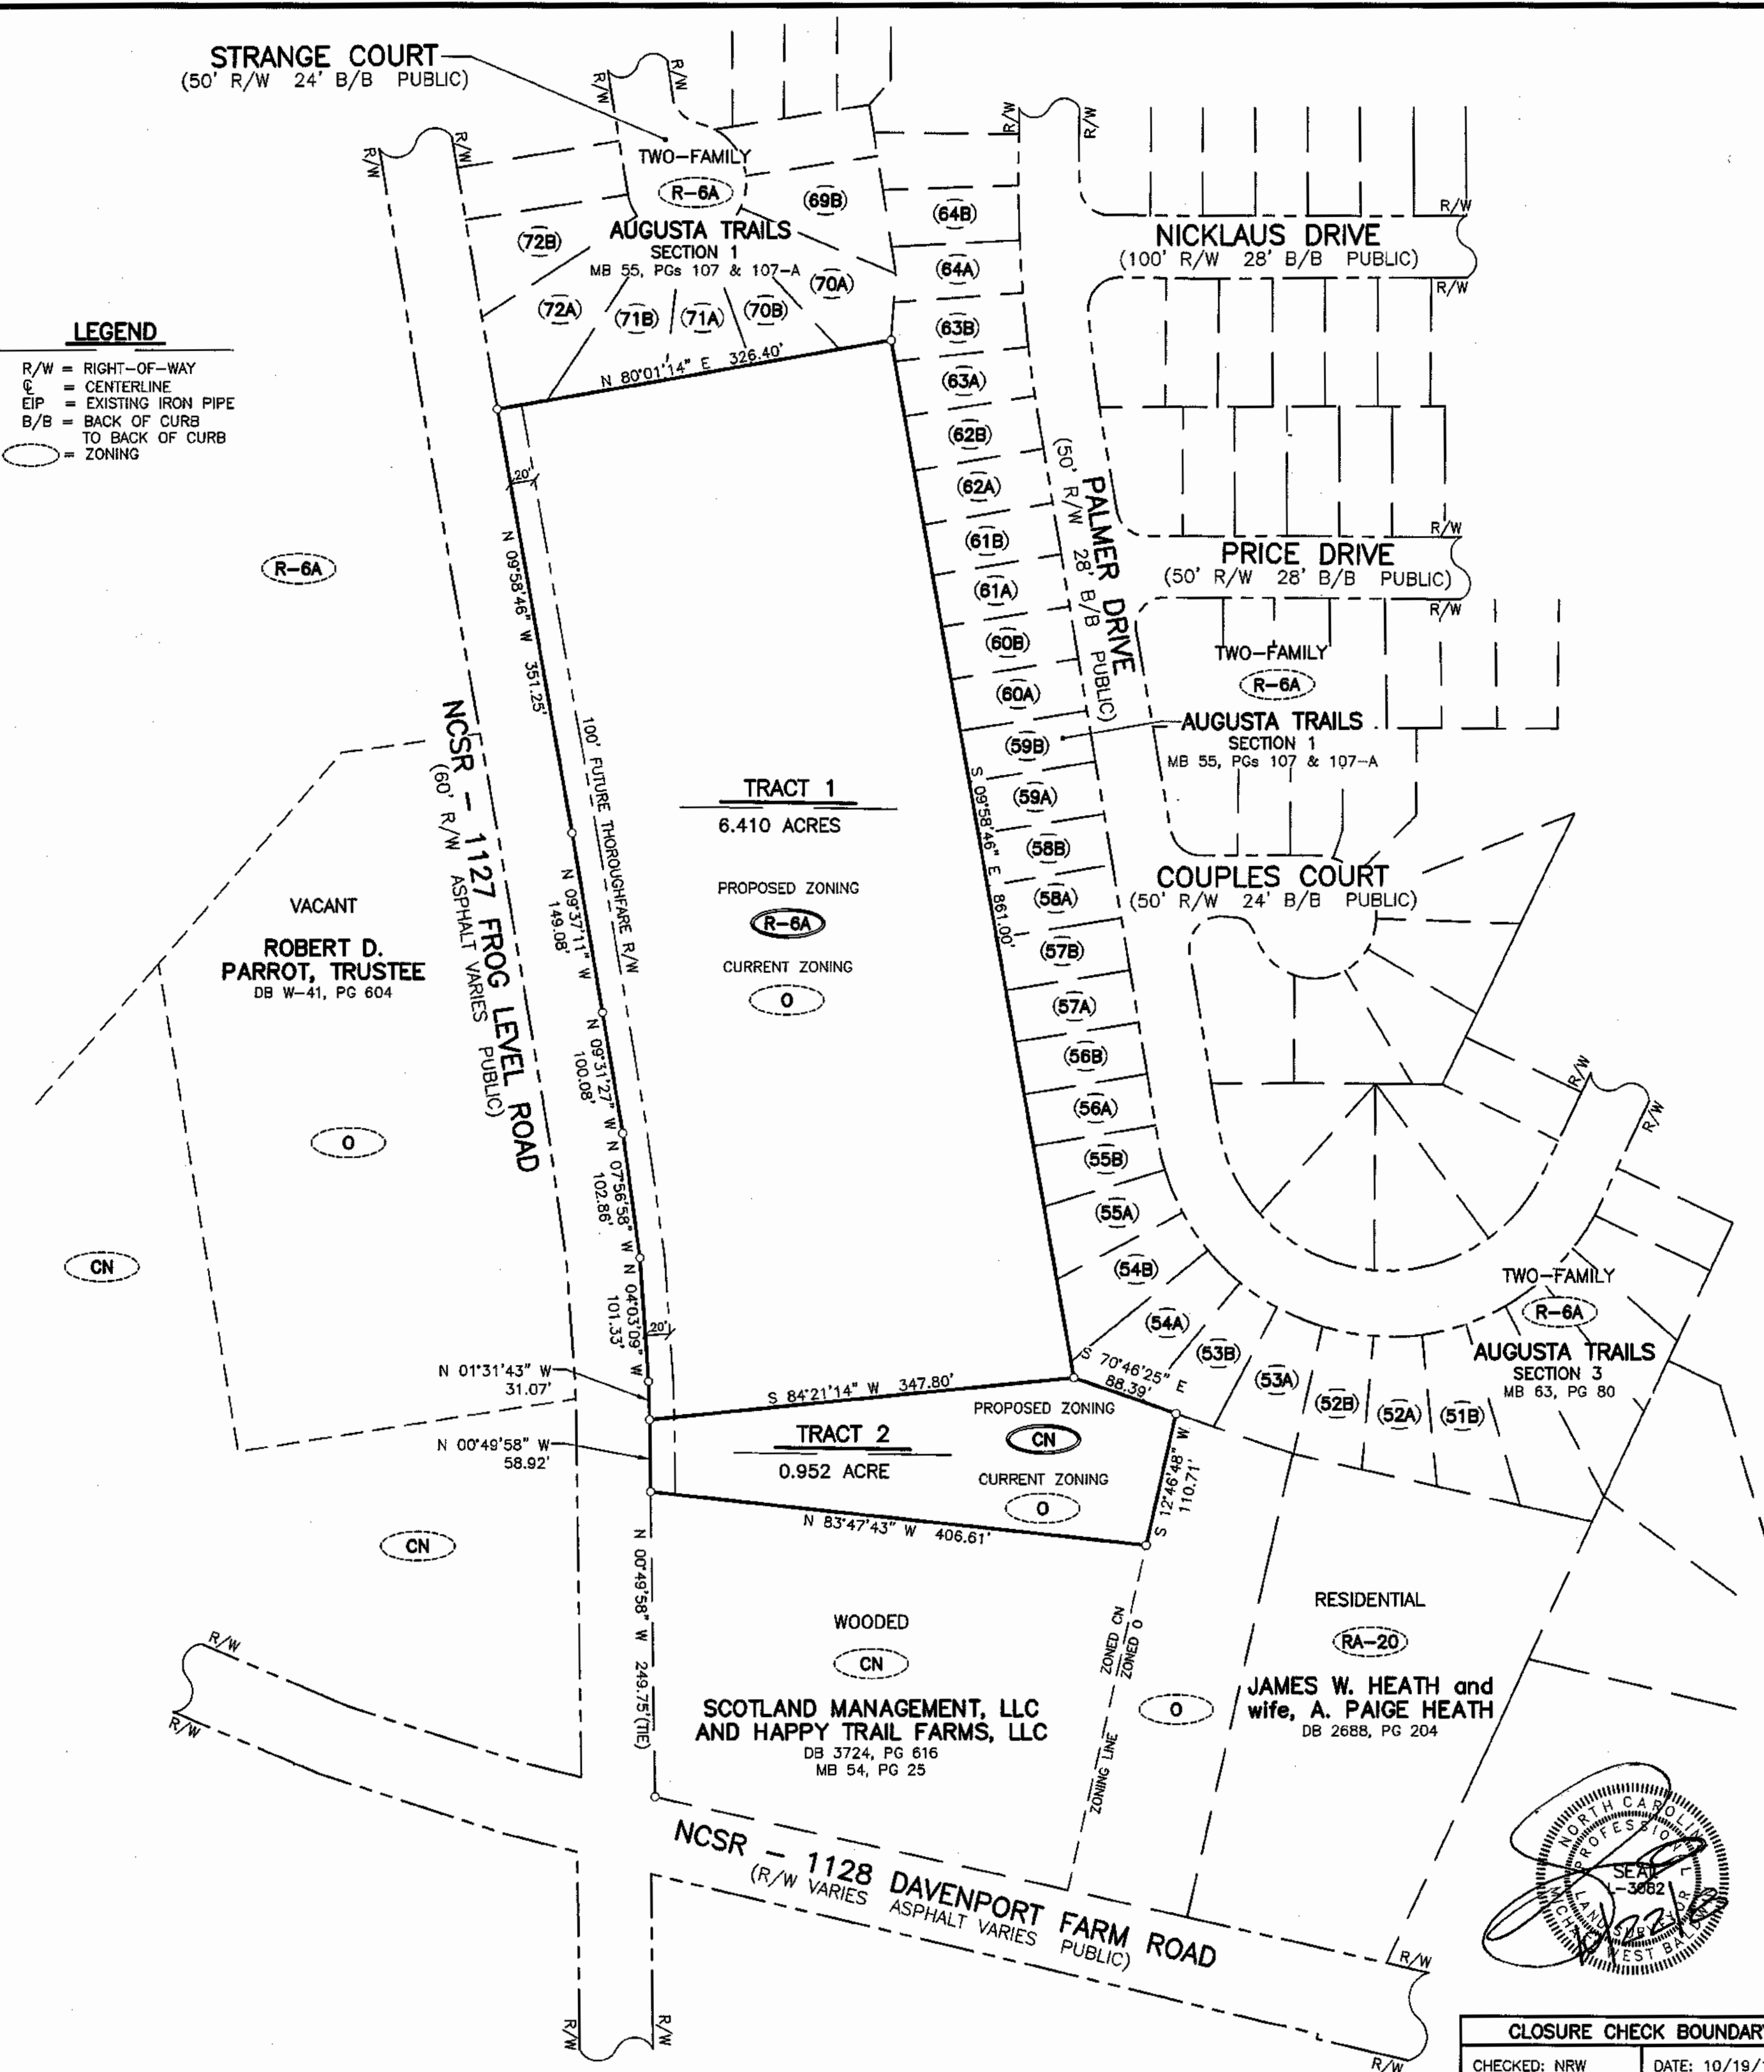 STRANGE COURT
(50' R/W 24' B/B PUBLIC)
R/W
R/W
R/W
R/W
R/W
R/W
TWO-FAMILY
R-6A
AUGUSTA TRAILS
SECTION 1
MB 55, PGs 107 & 107-A
72B
72A
71B
71A
70B
70A
69B
NICKLAUS DRIVE
(100' R/W 28' B/B PUBLIC)
R/W
R/W
LEGEND
R/W = RIGHT-OF-WAY
℄ = CENTERLINE
EIP = EXISTING IRON PIPE
B/B = BACK OF CURB
TO BACK OF CURB
= ZONING
N 80°01'14" E 326.40'
64B
64A
63B
63A
62B
62A
61B
61A
60B
60A
59B
59A
58B
58A
57B
57A
56B
56A
55B
55A
54B
54A
53B
53A
52B
52A
51B
PALMER DRIVE
(50' R/W 28' B/B PUBLIC)
R/W
PRICE DRIVE
(50' R/W 28' B/B PUBLIC)
R/W
TWO-FAMILY
R-6A
AUGUSTA TRAILS
SECTION 1
MB 55, PGs 107 & 107-A
COUPLES COURT
(50' R/W 24' B/B PUBLIC)
R/W
R/W
R-6A
20'
N 09°58'46" W 351.25'
100' FUTURE THOROUGHFARE R/W
NCSR - 1127 FROG LEVEL ROAD
(60' R/W ASPHALT VARIES PUBLIC)
TRACT 1
6.410 ACRES
PROPOSED ZONING
R-6A
CURRENT ZONING
O
S 09°58'46" E 861.00'
VACANT
ROBERT D.
PARROT, TRUSTEE
DB W-41, PG 604
O
CN
N 09°37'11" W
149.08'
N 09°31'27" W
100.08'
N 07°56'58" W
102.86'
N 04°03'09" W
101.33'
20'
N 01°31'43" W
31.07'
N 00°49'58" W
58.92'
S 84°21'14" W 347.80'
S 70°46'25" E
88.39'
TWO-FAMILY
R-6A
AUGUSTA TRAILS
SECTION 3
MB 63, PG 80
TRACT 2
0.952 ACRE
PROPOSED ZONING
CN
CURRENT ZONING
O
S 12°46'48" W
110.71'
N 83°47'43" W 406.61'
CN
N 00°49'58" W 249.75'(TIE)
WOODED
CN
SCOTLAND MANAGEMENT, LLC
AND HAPPY TRAIL FARMS, LLC
DB 3724, PG 616
MB 54, PG 25
ZONED CN
ZONED O
ZONING LINE
O
RESIDENTIAL
RA-20
JAMES W. HEATH and
wife, A. PAIGE HEATH
DB 2688, PG 204
R/W
R/W
NCSR - 1128 DAVENPORT FARM ROAD
(R/W VARIES ASPHALT VARIES PUBLIC)
R/W
R/W
R/W
R/W
NORTH CAROLINA
PROFESSIONAL
SEAL
L-3082
LAND SURVEYOR
WEST
CLOSURE CHECK BOUNDARY
CHECKED: NRW
DATE: 10/19/